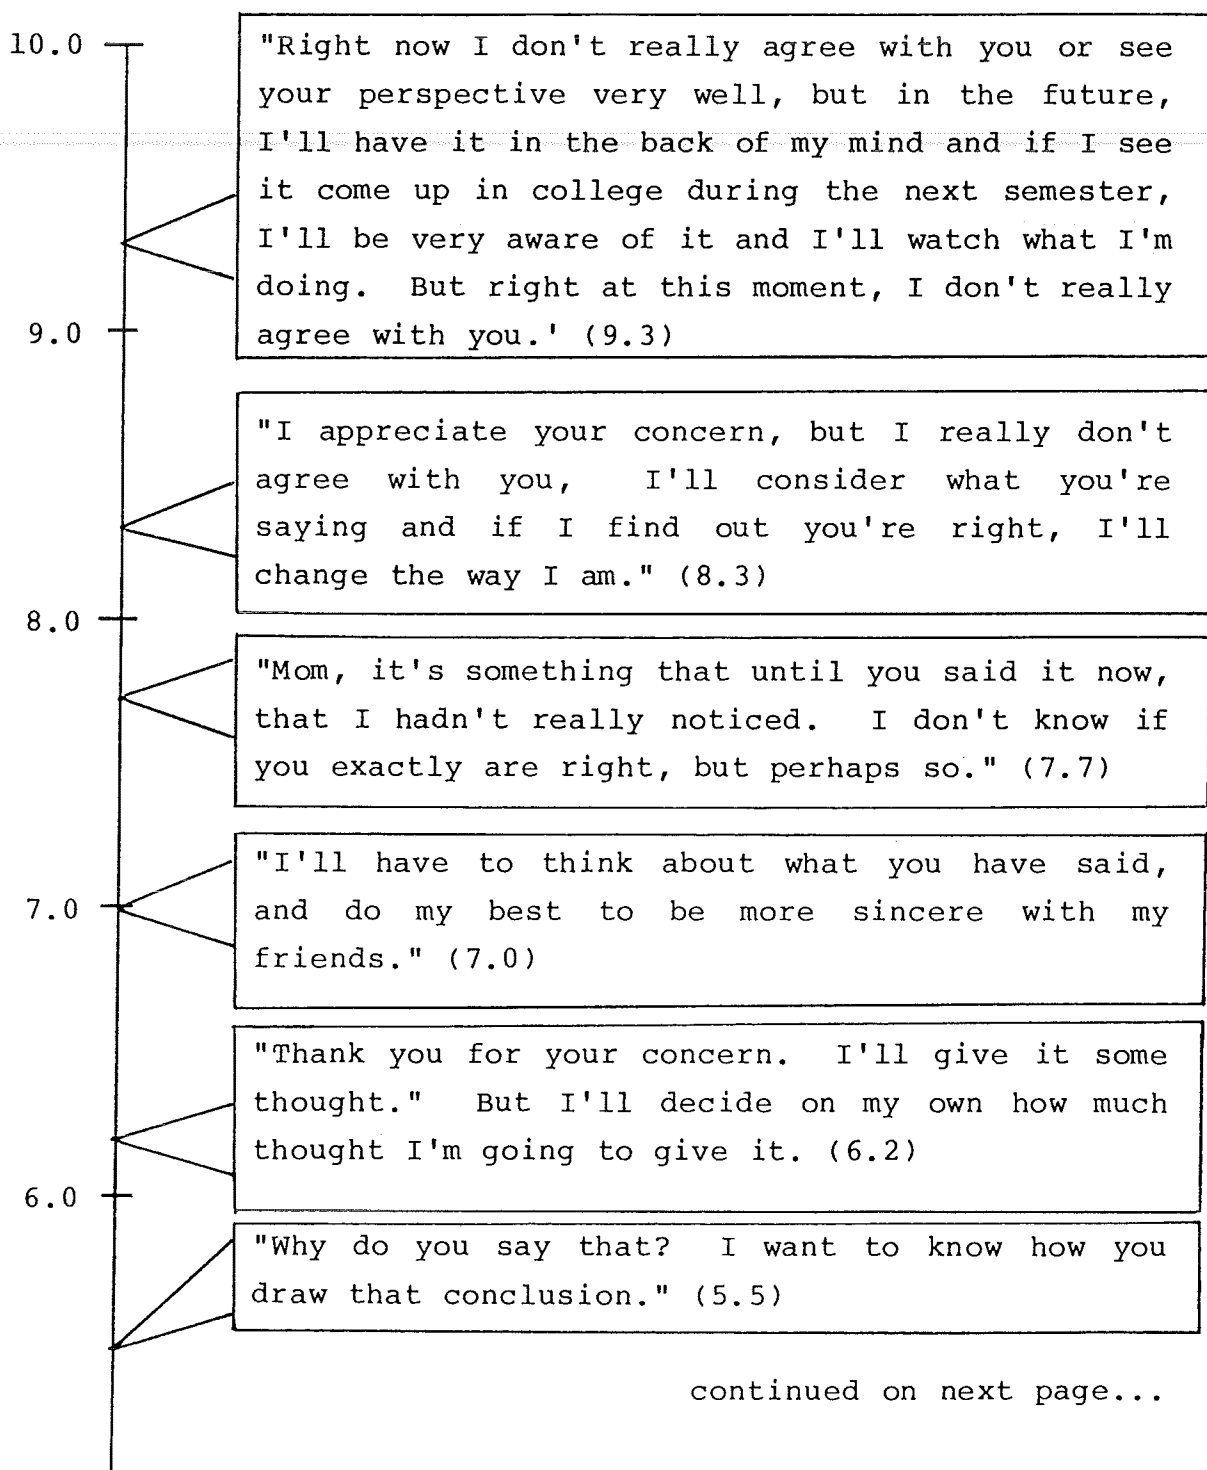 10.0
"Right now I don't really agree with you or see
your perspective very well, but in the future,
I'll have it in the back of my mind and if I see
it come up in college during the next semester,
I'll be very aware of it and I'll watch what I'm
doing. But right at this moment, I don't really
agree with you.' (9.3)
9.0
"I appreciate your concern, but I really don't
agree with you, I'll consider what you're
saying and if I find out you're right, I'll
change the way I am." (8.3)
8.0
"Mom, it's something that until you said it now,
that I hadn't really noticed. I don't know if
you exactly are right, but perhaps so." (7.7)
"I'll have to think about what you have said,
and do my best to be more sincere with my
friends." (7.0)
7.0
"Thank you for your concern. I'll give it some
thought." But I'll decide on my own how much
thought I'm going to give it. (6.2)
6.0
"Why do you say that? I want to know how you
draw that conclusion." (5.5)
continued on next page...